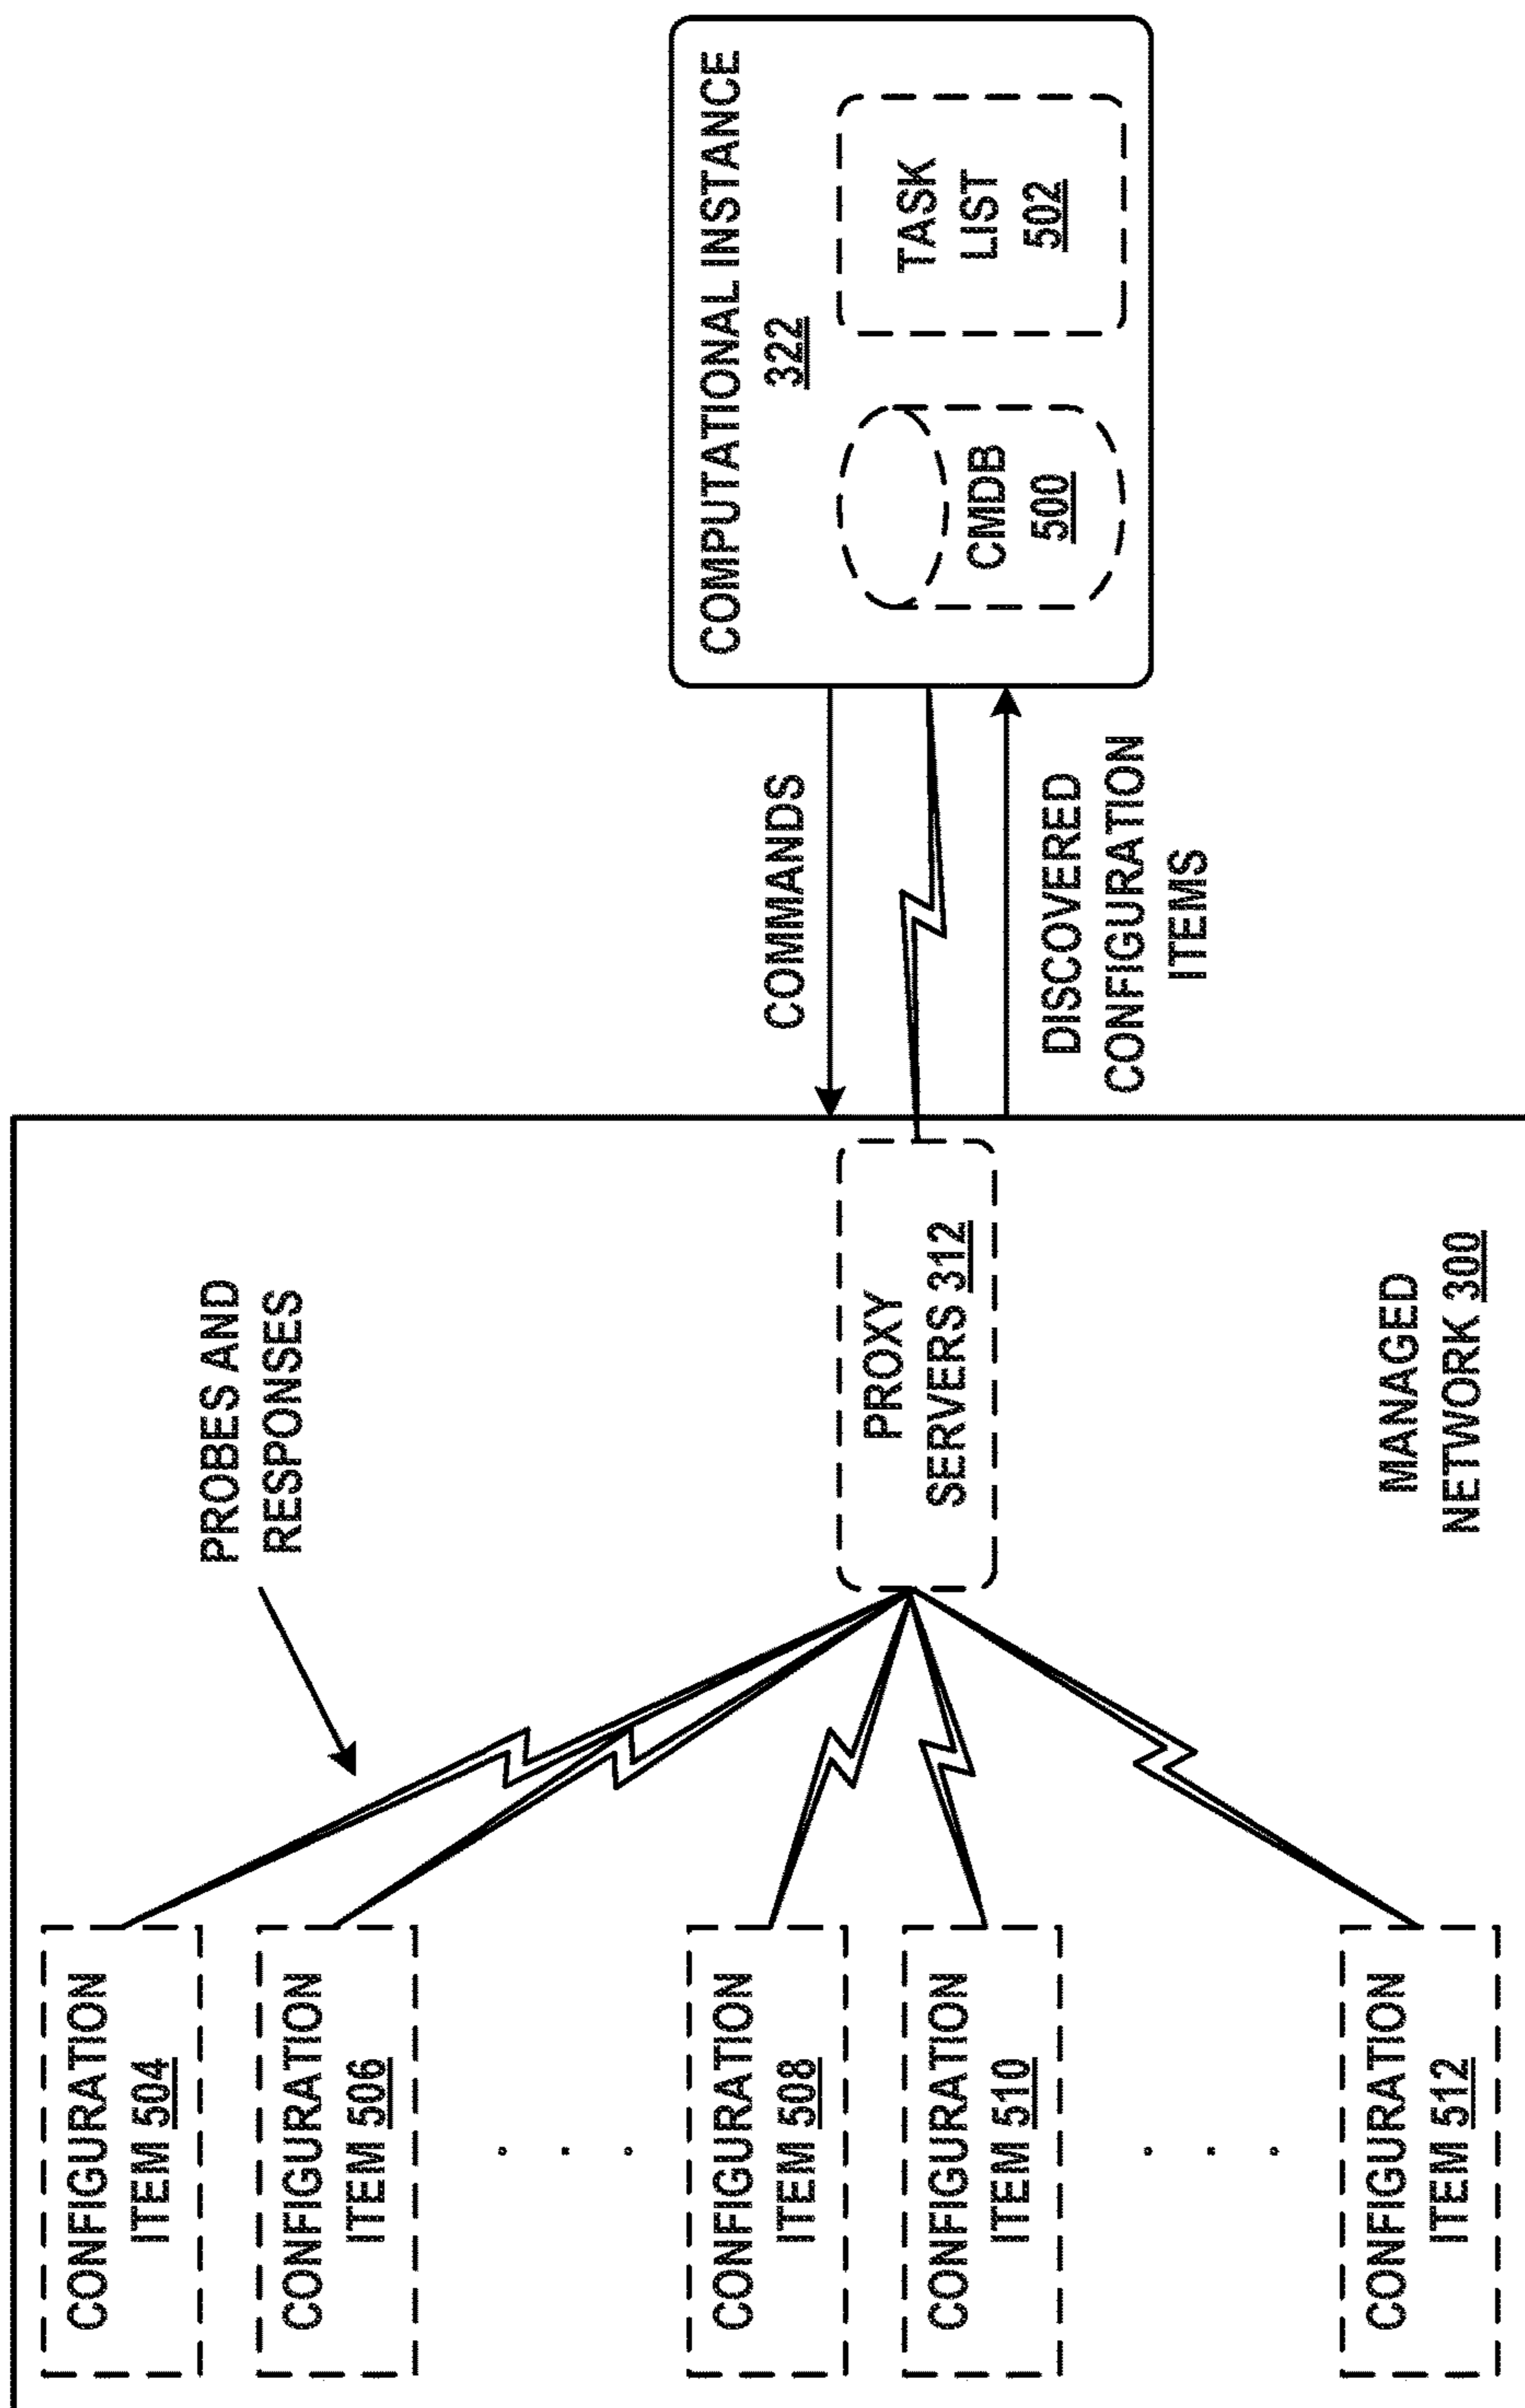 COMPUTATIONAL INSTANCE
322
CMDB
500
TASK
LIST
502
COMMANDS
DISCOVERED
CONFIGURATION
ITEMS
PROBES AND
RESPONSES
PROXY
SERVERS 312
MANAGED
NETWORK 300
CONFIGURATION
ITEM 504
CONFIGURATION
ITEM 506
CONFIGURATION
ITEM 508
CONFIGURATION
ITEM 510
CONFIGURATION
ITEM 512